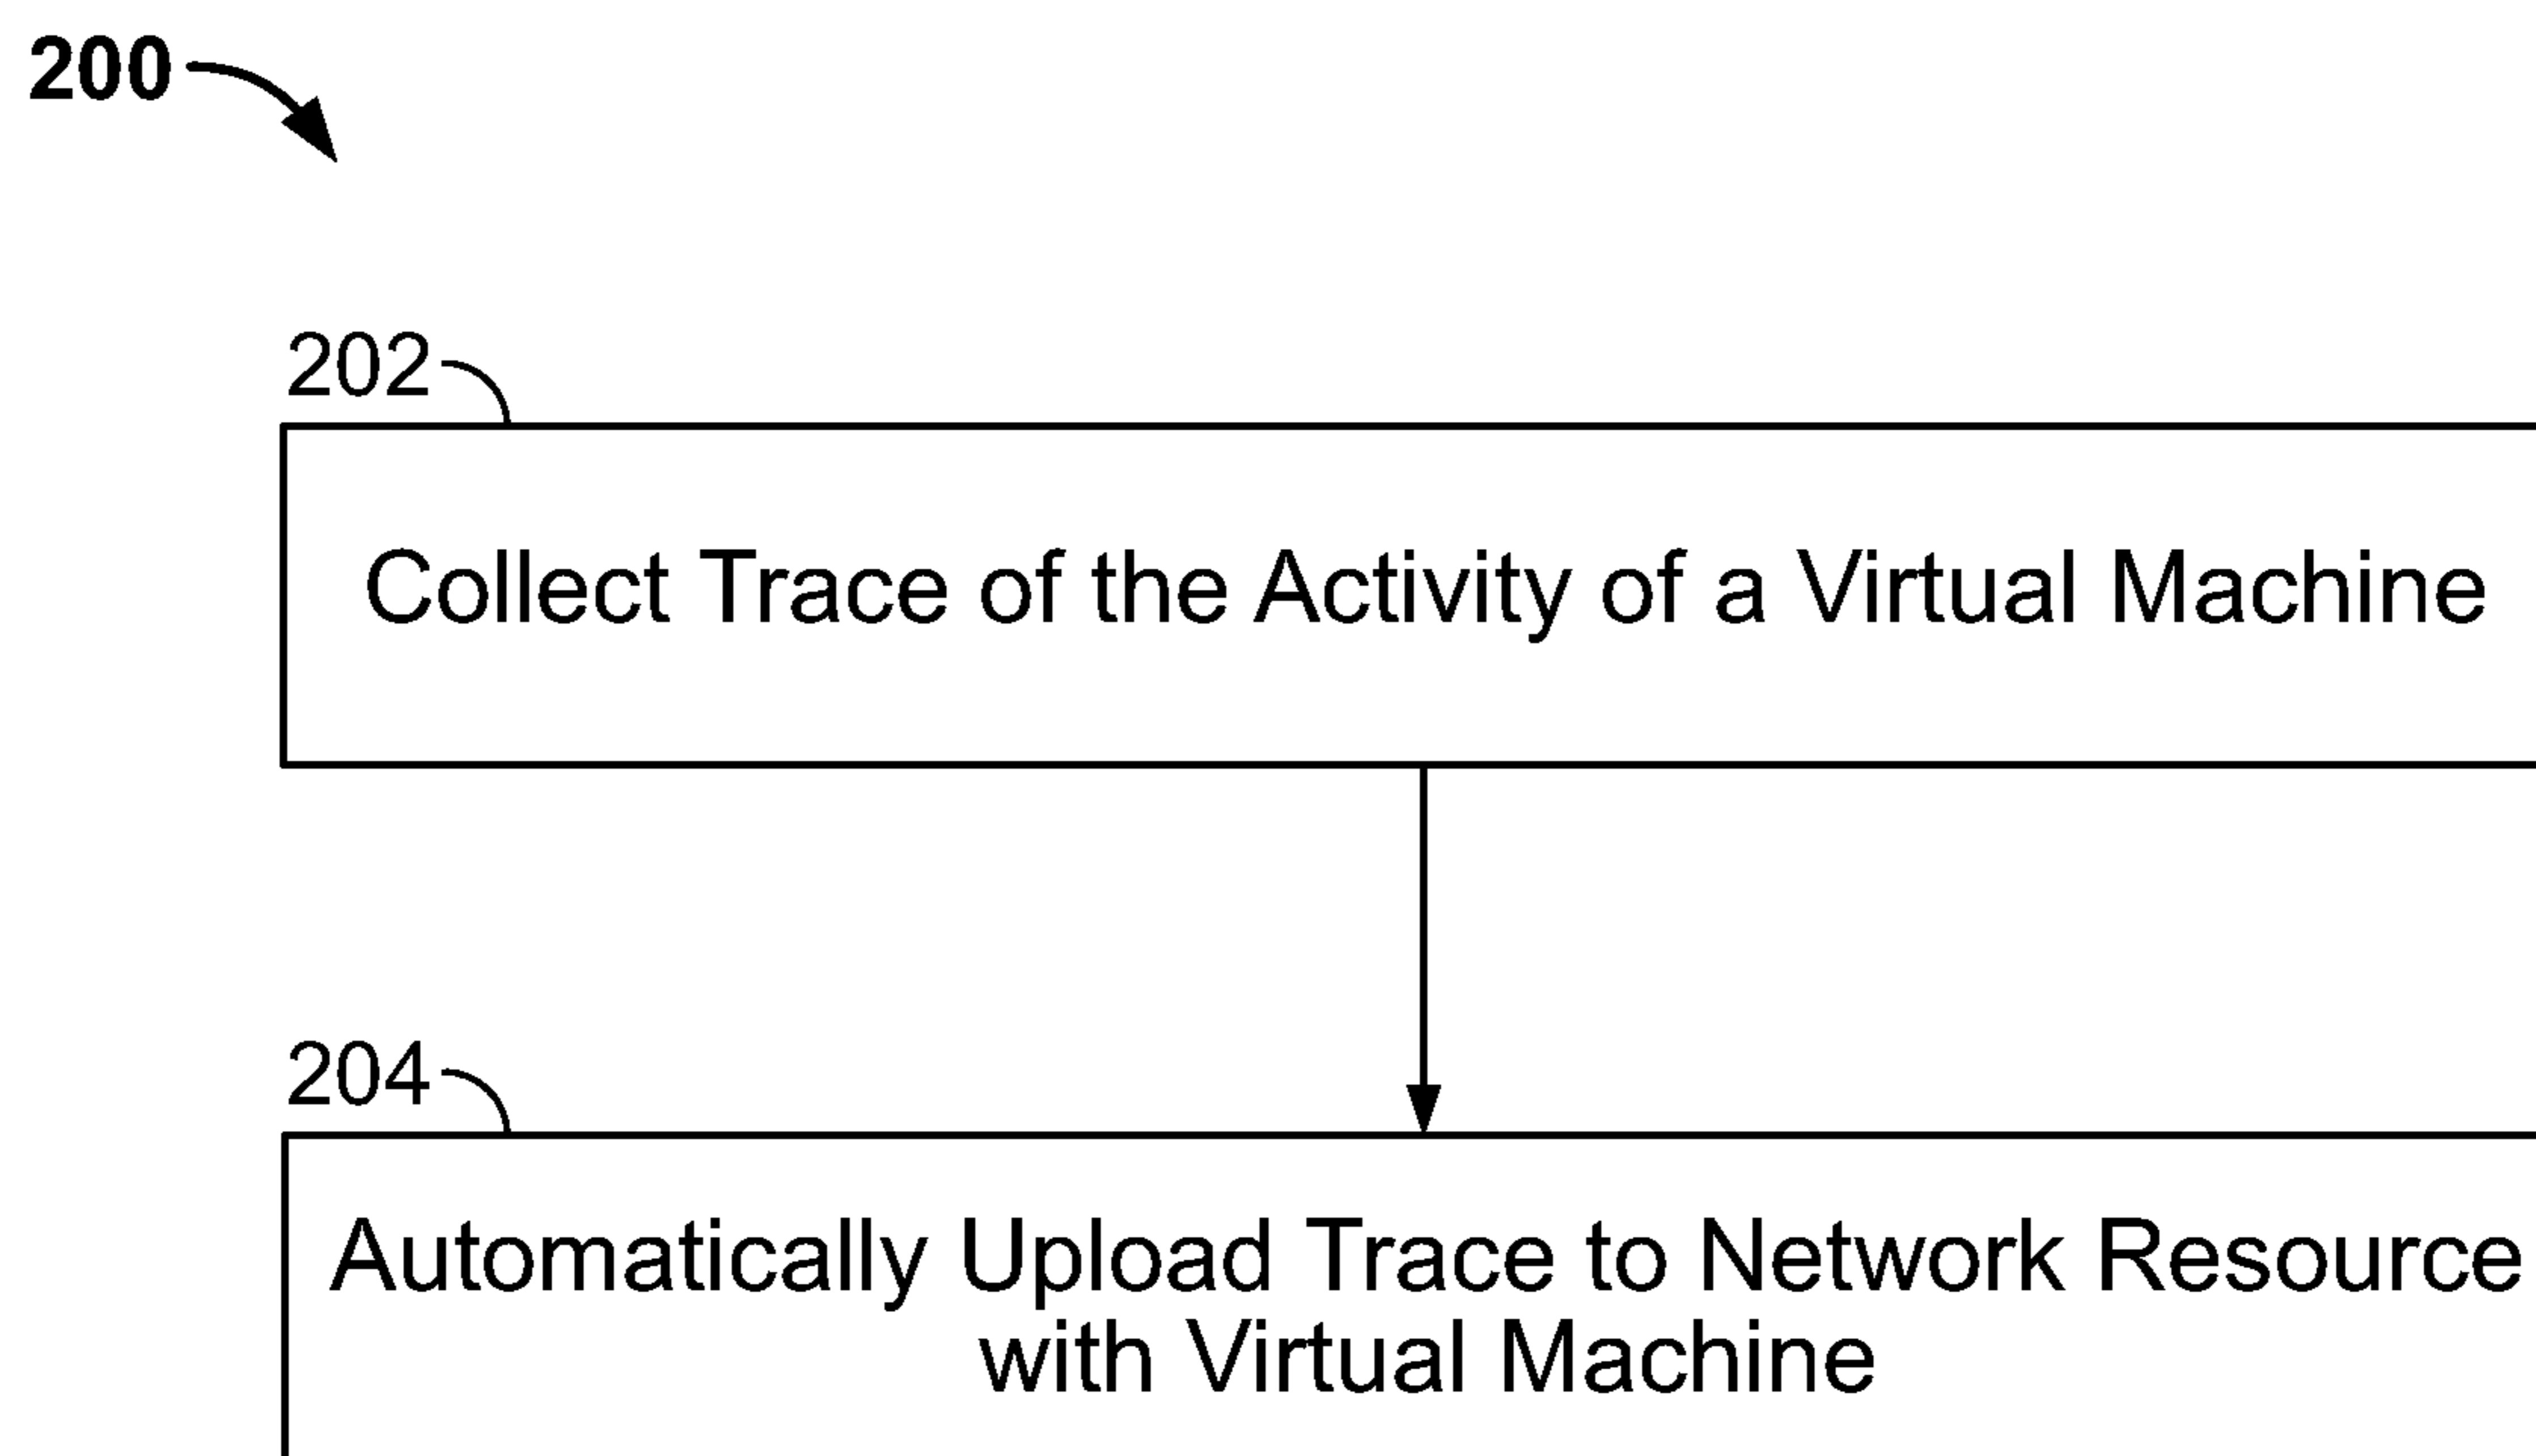 200
202
Collect Trace of the Activity of a Virtual Machine
204
Automatically Upload Trace to Network Resource
with Virtual Machine